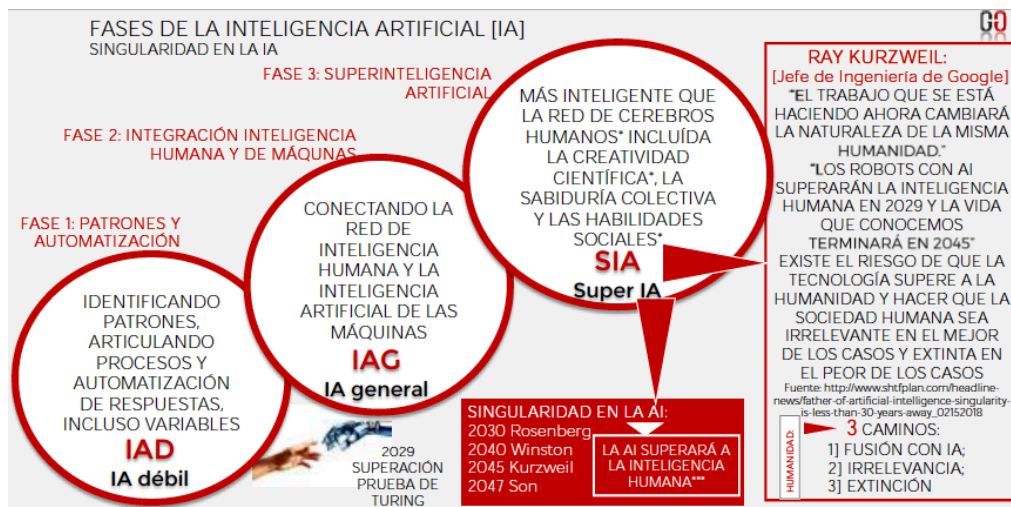 FASES DE LA INTELIGENCIA ARTIFICIAL [IA]
SINGULARIDAD EN LA IA
FASE 1: PATRONES Y
AUTOMATIZACIÓN
IDENTIFICANDO
PATRONES,
ARTICULANDO
PROCESOS Y
AUTOMATIZACIÓN
DE RESPUESTAS,
INCLUSO VARIABLES
IAD
IA débil
FASE 2: INTEGRACIÓN INTELIGENCIA
HUMANA Y DE MÁQUNAS
CONECTANDO LA
RED DE
INTELIGENCIA
HUMANA Y LA
INTELIGENCIA
ARTIFICIAL DE LAS
MÁQUINAS
IAG
IA general
2029
SUPERACIÓN
PRUEBA DE
TURING
FASE 3: SUPERINTELIGENCIA
ARTIFICIAL
MÁS INTELIGENTE QUE
LA RED DE CEREBROS
HUMANOS* INCLUÍDA
LA CREATIVIDAD
CIENTÍFICA*, LA
SABIDURÍA COLECTIVA
Y LAS HABILIDADES
SOCIALES*
SIA
Super IA
SINGULARIDAD EN LA AI:
2030 Rosenberg
2040 Winston
2045 Kurzweil
2047 Son
LA AI SUPERARÁ A
LA INTELIGENCIA
HUMANA***
RAY KURZWEIL:
[Jefe de Ingeniería de Google]
"EL TRABAJO QUE SE ESTÁ
HACIENDO AHORA CAMBIARÁ
LA NATURALEZA DE LA MISMA
HUMANIDAD."
"LOS ROBOTS CON AI
SUPERARÁN LA INTELIGENCIA
HUMANA EN 2029 Y LA VIDA
QUE CONOCEMOS
TERMINARÁ EN 2045"
EXISTE EL RIESGO DE QUE LA
TECNOLOGÍA SUPERE A LA
HUMANIDAD Y HACER QUE LA
SOCIEDAD HUMANA SEA
IRRELEVANTE EN EL MEJOR
DE LOS CASOS Y EXTINTA EN
EL PEOR DE LOS CASOS
Fuente: http://www.shtfplan.com/headline-
news/father-of-artificial-intelligence-singularity-
is-less-than-30-years-away_02152018
HUMANIDAD:
3 CAMINOS:
1] FUSIÓN CON IA;
2] IRRELEVANCIA;
3] EXTINCIÓN